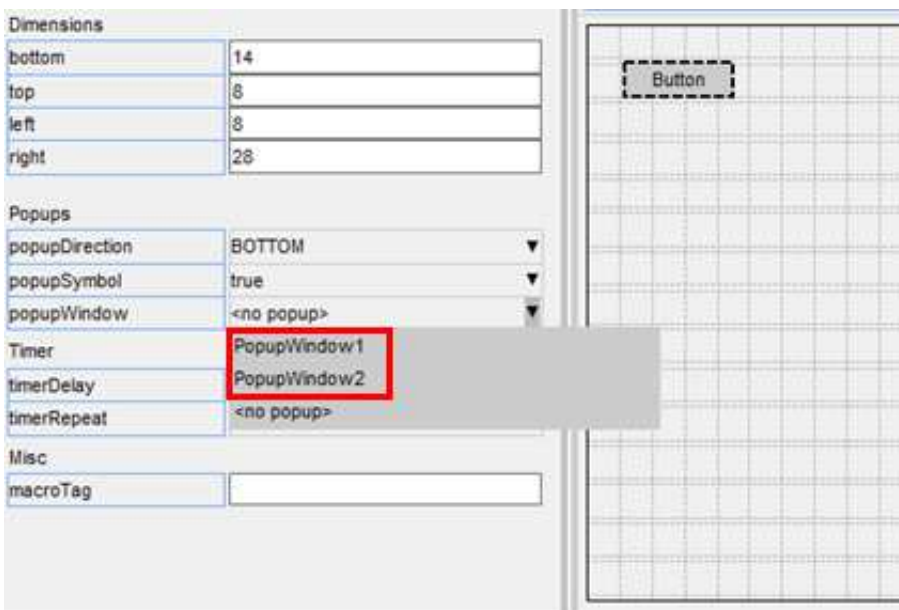 Dimensions
bottom 14
top 8
left 8
right 28
Popups
popupDirection BOTTOM
popupSymbol true
popupWindow <no popup>
PopupWindow1
PopupWindow2
<no popup>
Timer
timerDelay
timerRepeat
Misc
macroTag
Button